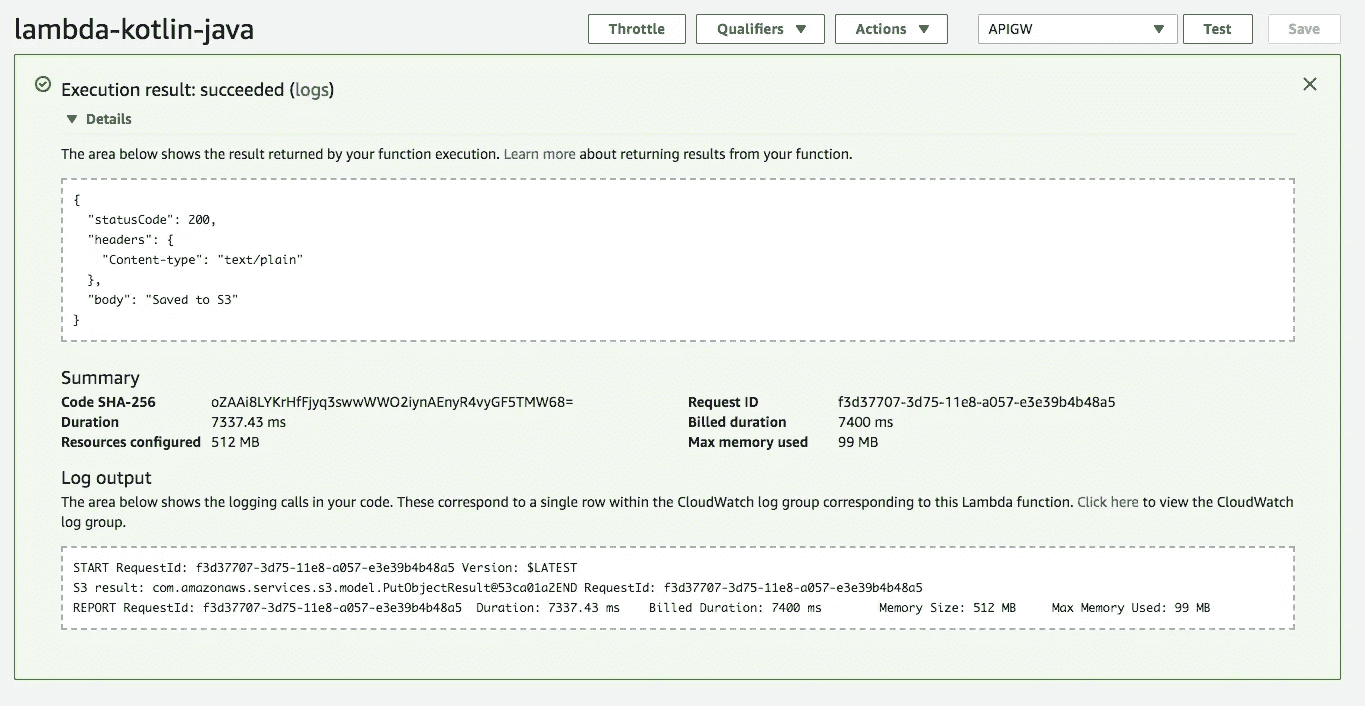 lambda-kotlin-java
Throttle Qualifiers Actions APIGW Test Save
Execution result: succeeded (logs)
Details
The area below shows the result returned by your function execution. Learn more about returning results from your function.
{
"statusCode": 200,
"headers": {
"Content-type": "text/plain"
},
"body": "Saved to S3"
}
Summary
Code SHA-256 oZAAi8LYKrHfFjyq3swwWWO2iynAEnyR4vyGF5TMW68= Request ID f3d37707-3d75-11e8-a057-e3e39b4b48a5
Duration 7337.43 ms Billed duration 7400 ms
Resources configured 512 MB Max memory used 99 MB
Log output
The area below shows the logging calls in your code. These correspond to a single row within the CloudWatch log group corresponding to this Lambda function. Click here to view the CloudWatch
log group.
START RequestId: f3d37707-3d75-11e8-a057-e3e39b4b48a5 Version: $LATEST
S3 result: com.amazonaws.services.s3.model.PutObjectResult@53ca01a2END RequestId: f3d37707-3d75-11e8-a057-e3e39b4b48a5
REPORT RequestId: f3d37707-3d75-11e8-a057-e3e39b4b48a5 Duration: 7337.43 ms Billed Duration: 7400 ms Memory Size: 512 MB Max Memory Used: 99 MB